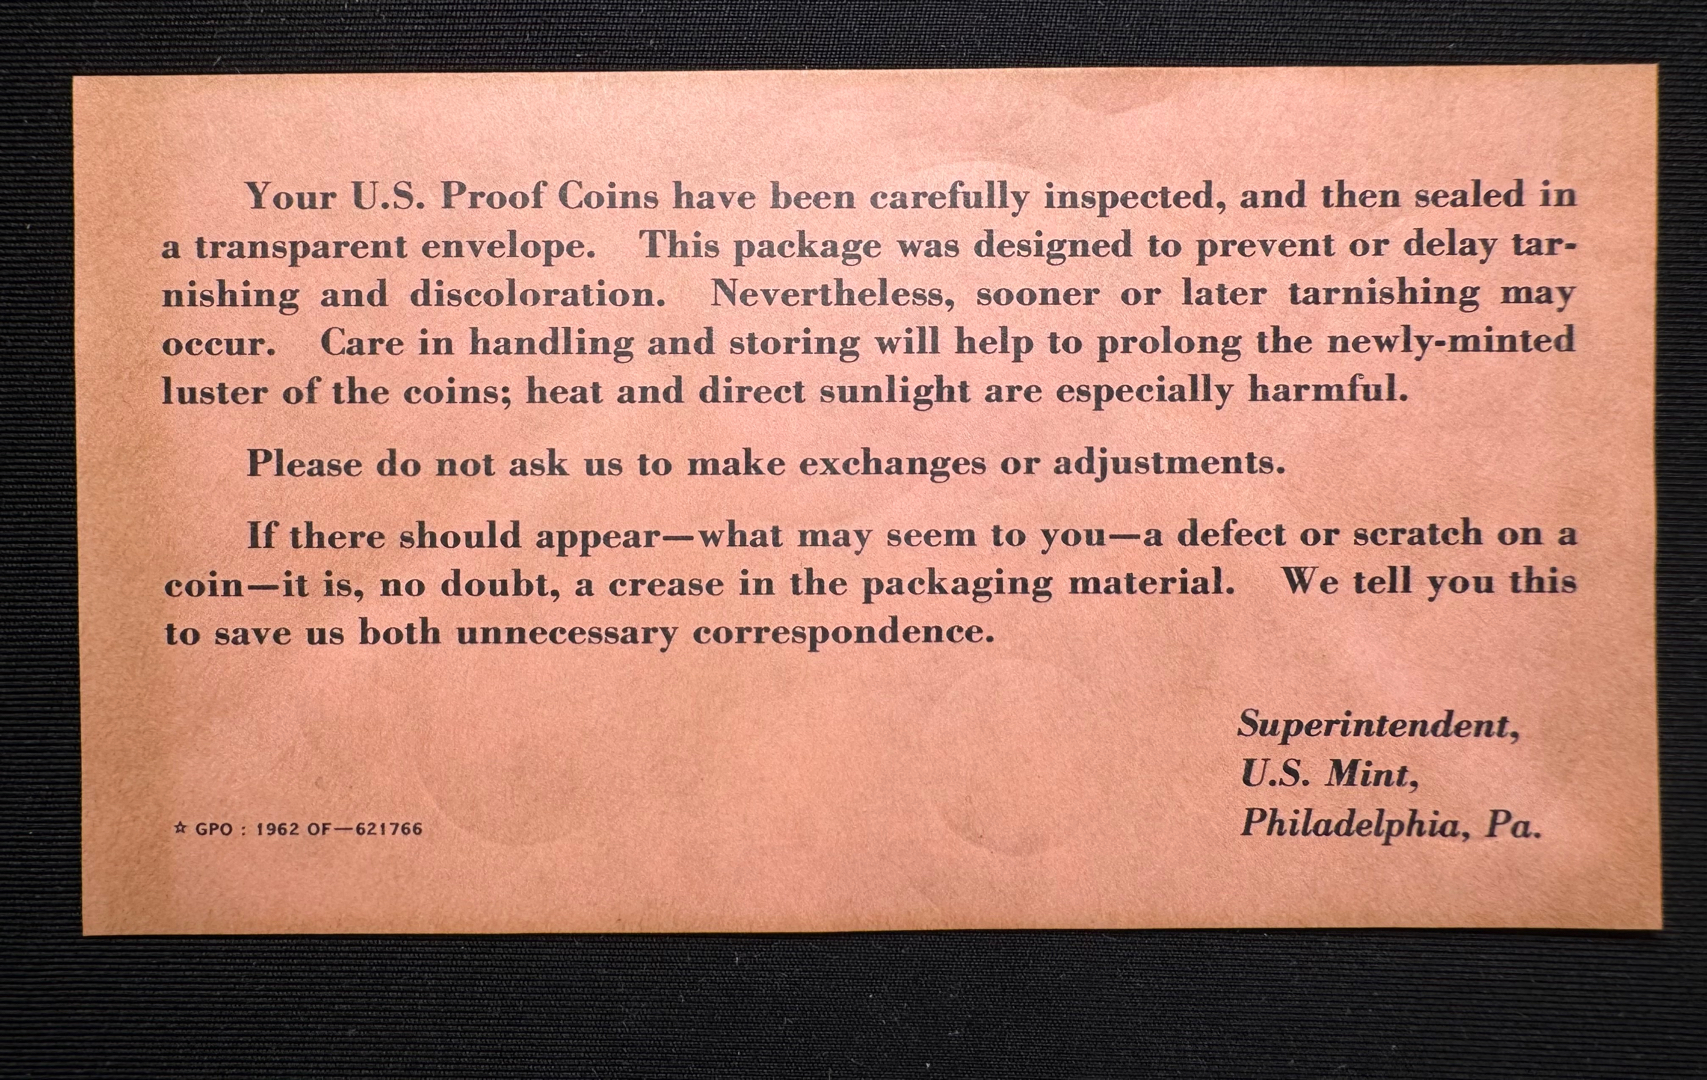 Your U.S. Proof Coins have been carefully inspected, and then sealed in
a transparent envelope. This package was designed to prevent or delay tar-
nishing and discoloration. Nevertheless, sooner or later tarnishing may
occur. Care in handling and storing will help to prolong the newly-minted
luster of the coins; heat and direct sunlight are especially harmful.
Please do not ask us to make exchanges or adjustments.
If there should appear—what may seem to you—a defect or scratch on a
coin—it is, no doubt, a crease in the packaging material. We tell you this
to save us both unnecessary correspondence.
Superintendent,
U.S. Mint,
Philadelphia, Pa.
☆ GPO : 1962 OF—621766